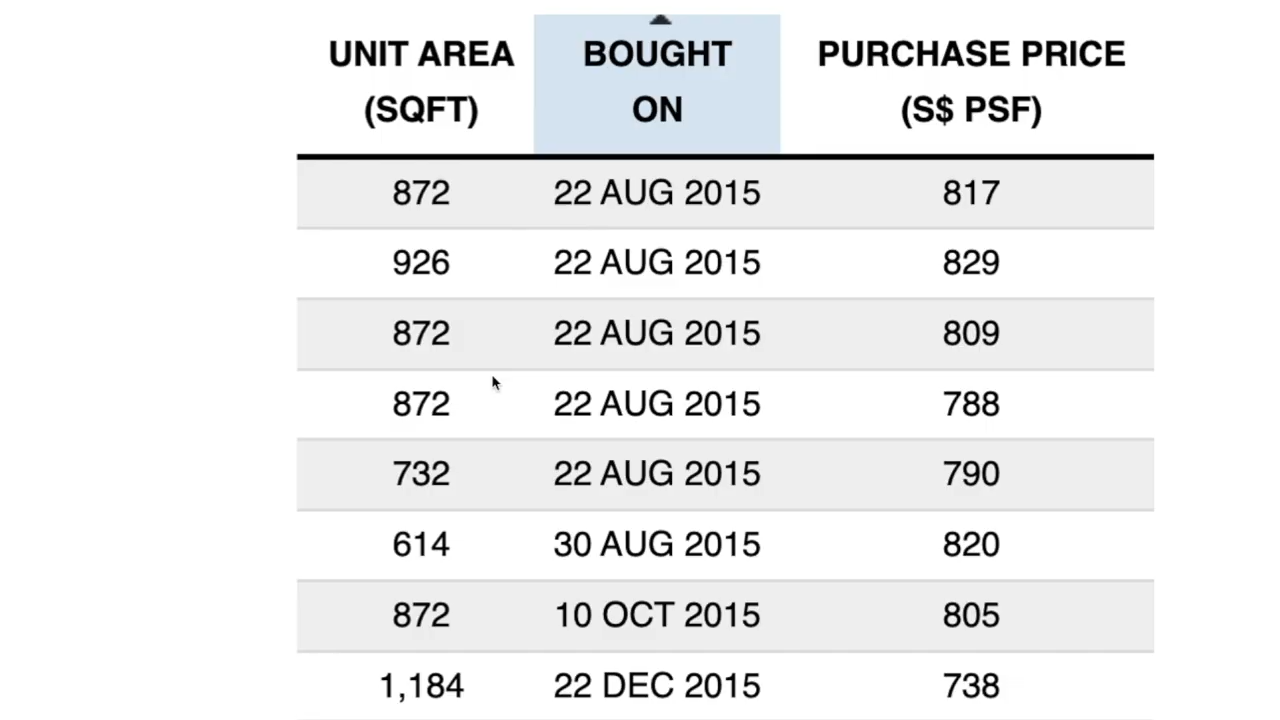 UNIT AREA (SQFT) BOUGHT ON PURCHASE PRICE (S$ PSF)
872 22 AUG 2015 817
926 22 AUG 2015 829
872 22 AUG 2015 809
872 22 AUG 2015 788
732 22 AUG 2015 790
614 30 AUG 2015 820
872 10 OCT 2015 805
1,184 22 DEC 2015 738